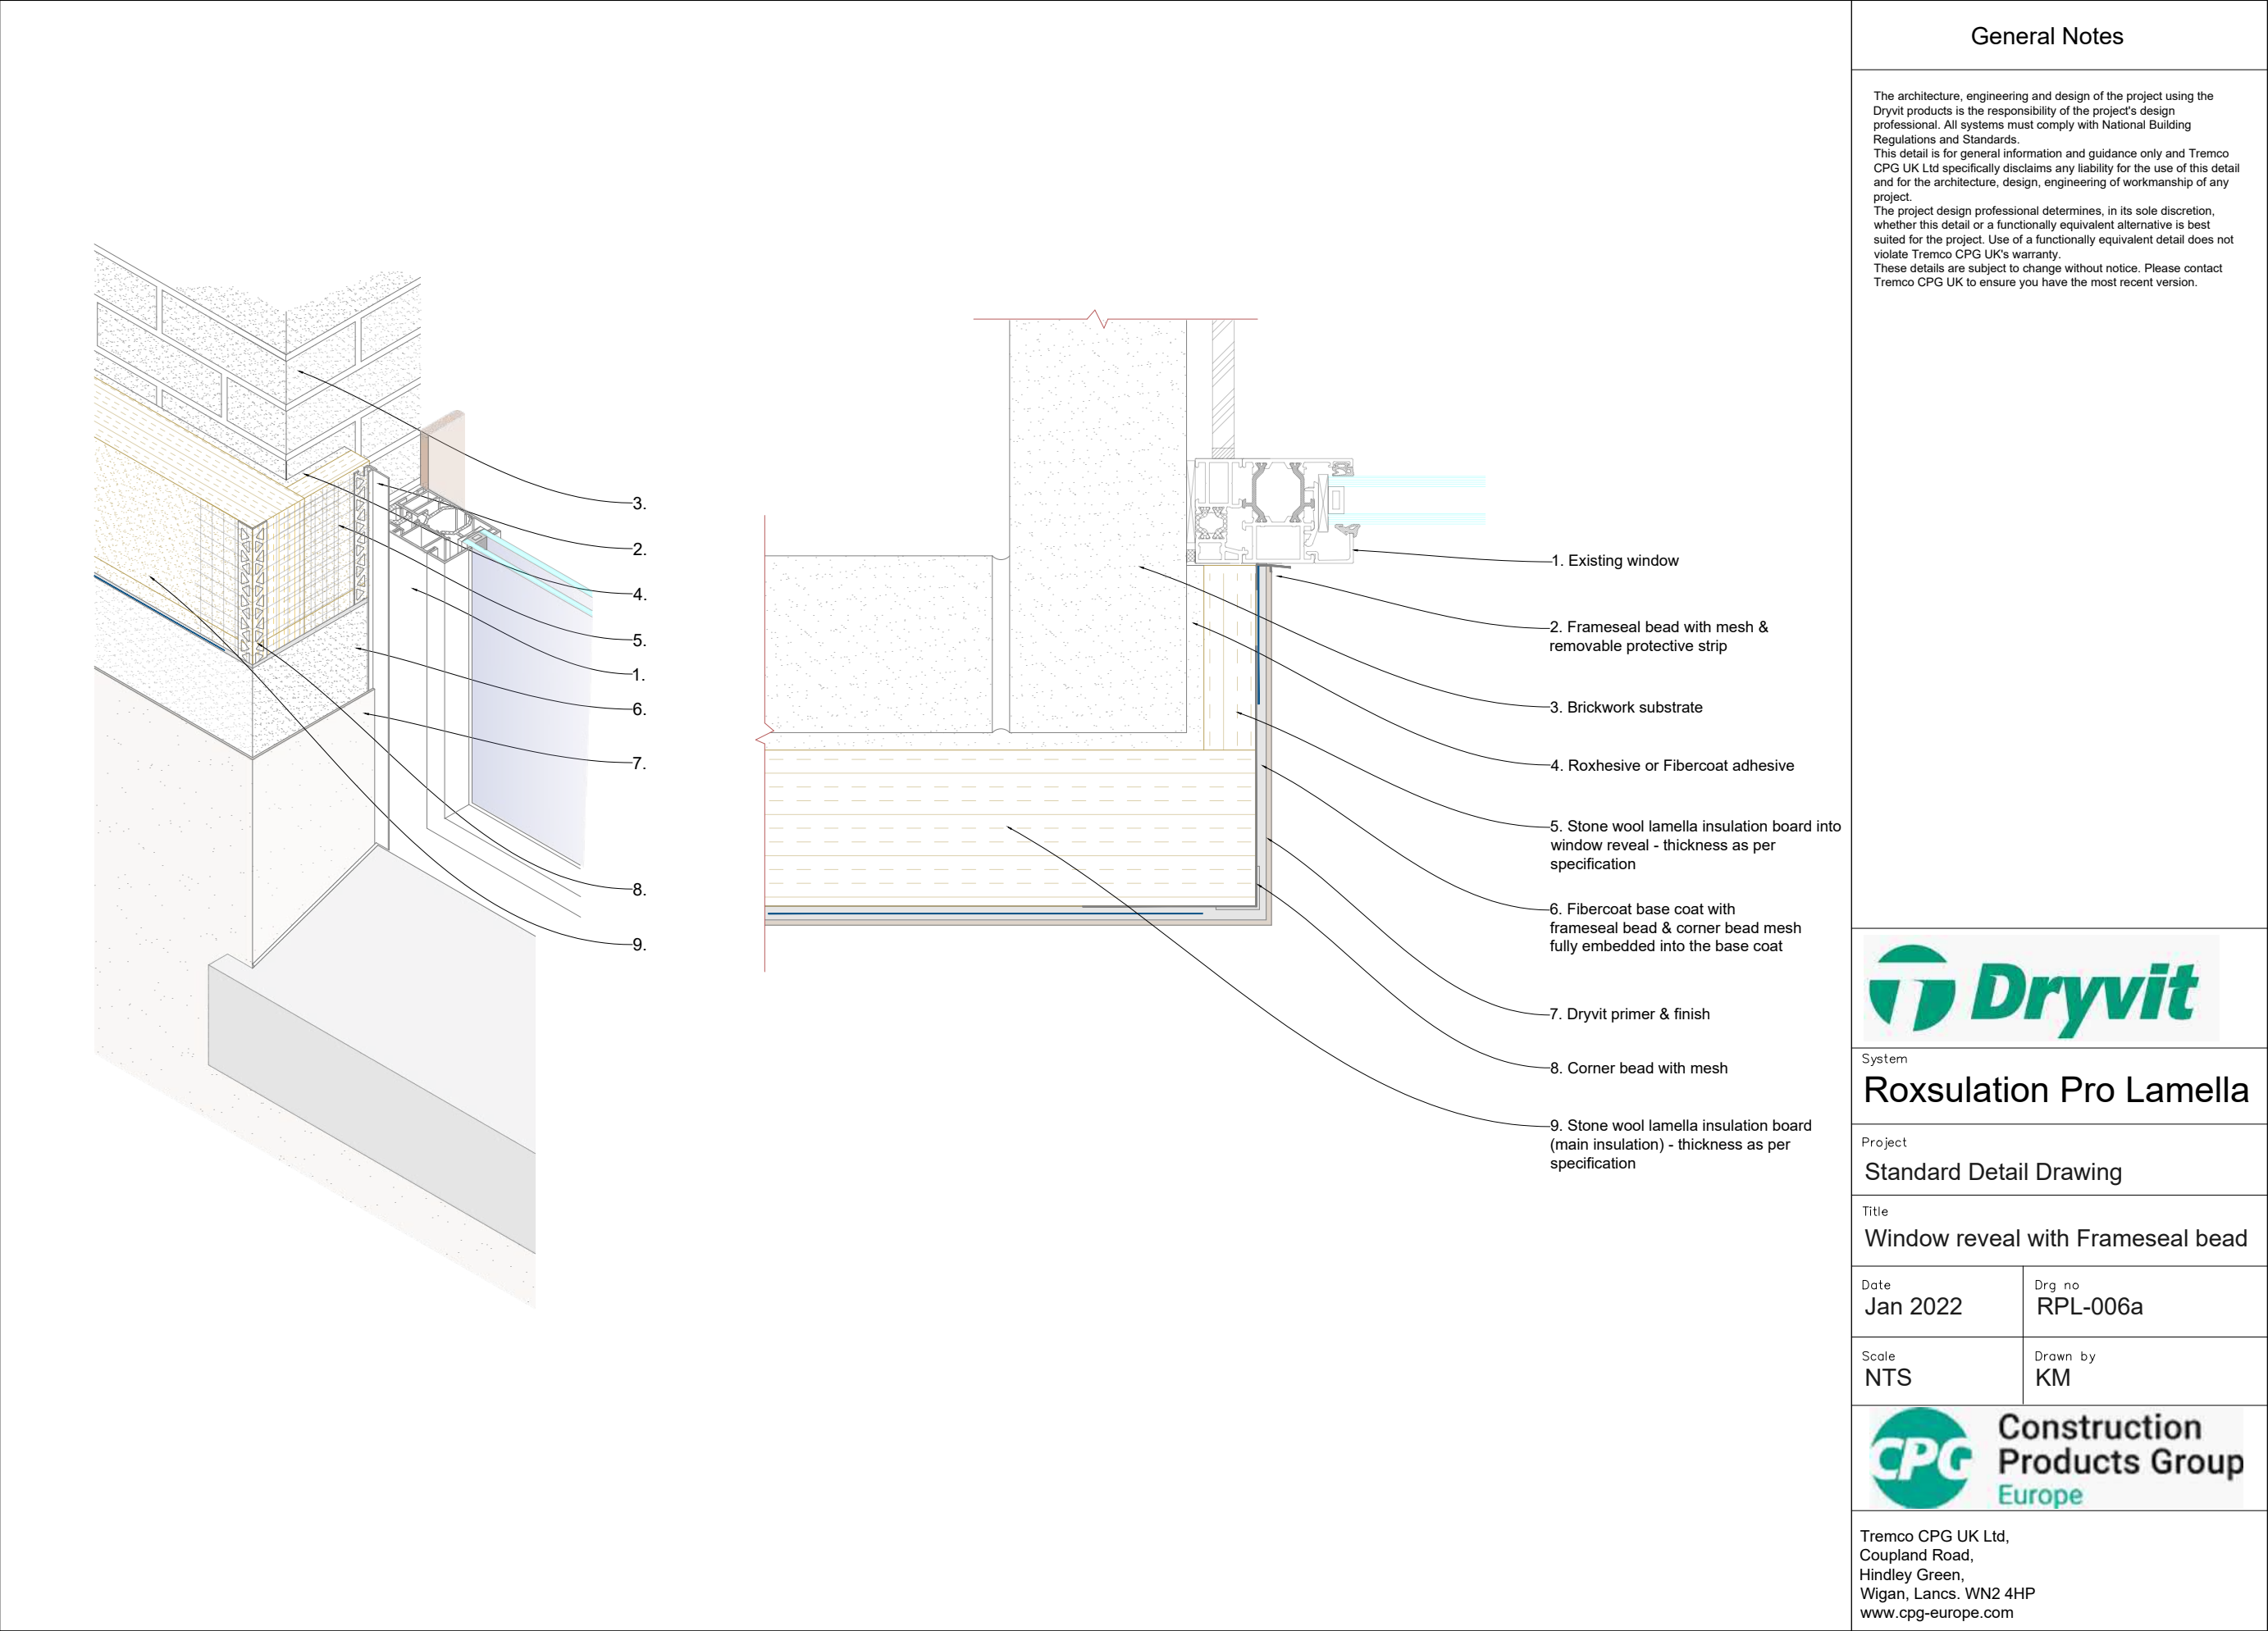 3.
2.
4.
5.
1.
6.
7.
8.
9.
1. Existing window
2. Frameseal bead with mesh &
removable protective strip
3. Brickwork substrate
4. Roxhesive or Fibercoat adhesive
5. Stone wool lamella insulation board into
window reveal - thickness as per
specification
6. Fibercoat base coat with
frameseal bead & corner bead mesh
fully embedded into the base coat
7. Dryvit primer & finish
8. Corner bead with mesh
9. Stone wool lamella insulation board
(main insulation) - thickness as per
specification
General Notes
The architecture, engineering and design of the project using the
Dryvit products is the responsibility of the project's design
professional. All systems must comply with National Building
Regulations and Standards.
This detail is for general information and guidance only and Tremco
CPG UK Ltd specifically disclaims any liability for the use of this detail
and for the architecture, design, engineering of workmanship of any
project.
The project design professional determines, in its sole discretion,
whether this detail or a functionally equivalent alternative is best
suited for the project. Use of a functionally equivalent detail does not
violate Tremco CPG UK's warranty.
These details are subject to change without notice. Please contact
Tremco CPG UK to ensure you have the most recent version.
Dryvit
System
Roxsulation Pro Lamella
Project
Standard Detail Drawing
Title
Window reveal with Frameseal bead
Date
Jan 2022
Drg no
RPL-006a
Scale
NTS
Drawn by
KM
CPG
Construction
Products Group
Europe
Tremco CPG UK Ltd,
Coupland Road,
Hindley Green,
Wigan, Lancs. WN2 4HP
www.cpg-europe.com